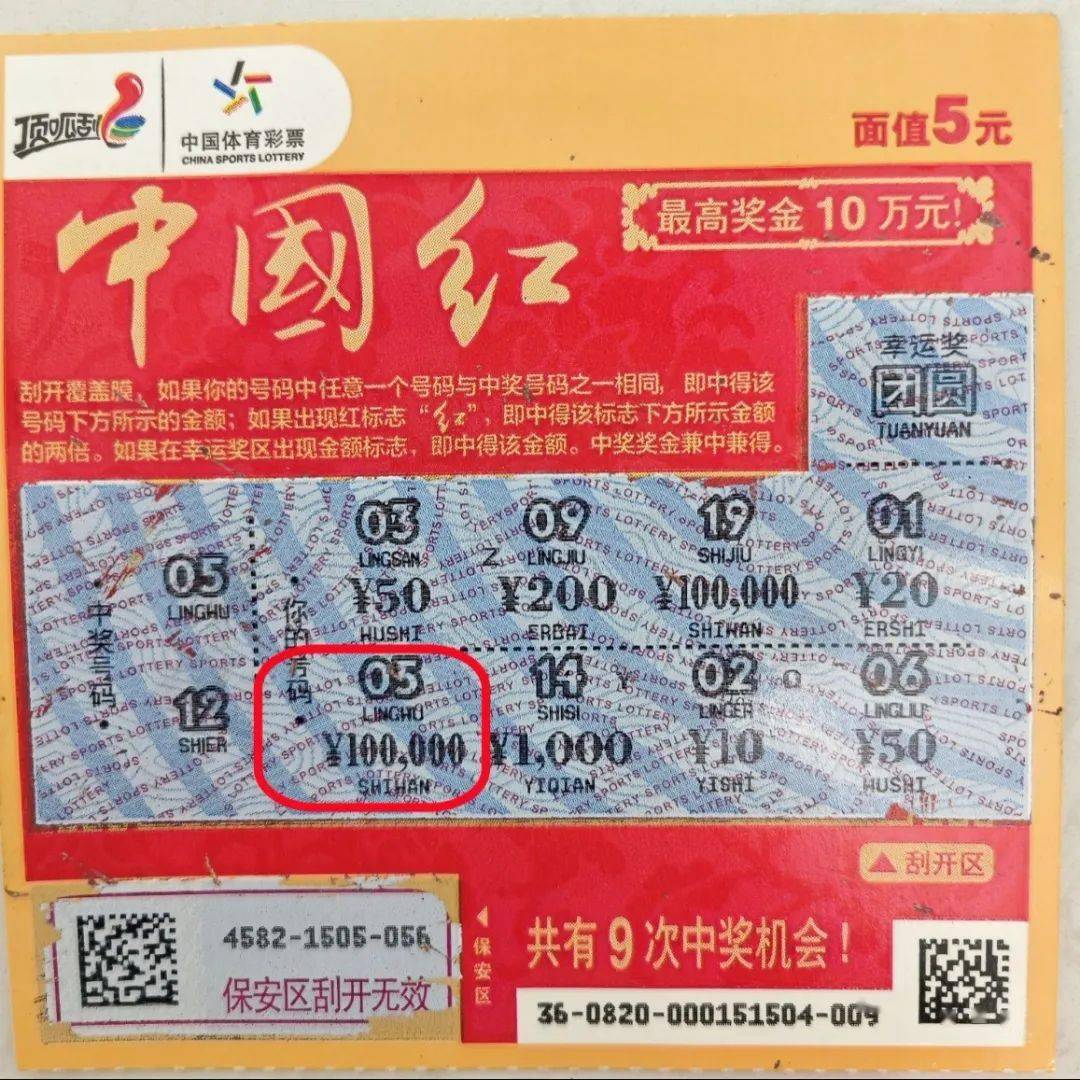 顶呱刮
中国体育彩票
CHINA SPORTS LOTTERY
面值5元
中國红
最高奖金10万元!
刮开覆盖膜,如果你的号码中任意一个号码与中奖号码之一相同,即中得该
号码下方所示的金额;如果出现红标志“红”,即中得该标志下方所示金额
的两倍。如果在幸运奖区出现金额标志,即中得该金额。中奖奖金兼中兼得。
幸运奖
团圆
TUANYUAN
中奖号码
05
LINGWU
12
SHIER
你的号码
03 09 19 01
LINGSAN LINGJIU SHIJIU LINGYI
¥50 ¥200 ¥100,000 ¥20
WUSHI ERBAI SHIWAN ERSHI
Z
05 14 02 06
LINGWU SHISI LINGER LINGLIU
¥100,000 ¥1,000 ¥10 ¥50
SHIWAN YIQIAN YISHI WUSHI
Y Q
刮开区
4582-1505-056
保安区刮开无效
保安区
共有9次中奖机会!
36-0820-000151504-009